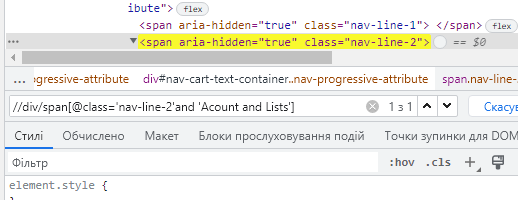 ibute"> flex
<span aria-hidden="true" class="nav-line-1"> </span> flex
<span aria-hidden="true" class="nav-line-2"> == $0
ogressive-attribute div#nav-cart-text-container..nav-progressive-attribute span.nav-line-
//div/span[@class='nav-line-2'and 'Acount and Lists'] 1 з 1 Скасув
Стилі Обчислено Макет Блоки прослуховування подій Точки зупинки для DOM
Фільтр :hov .cls
element.style {